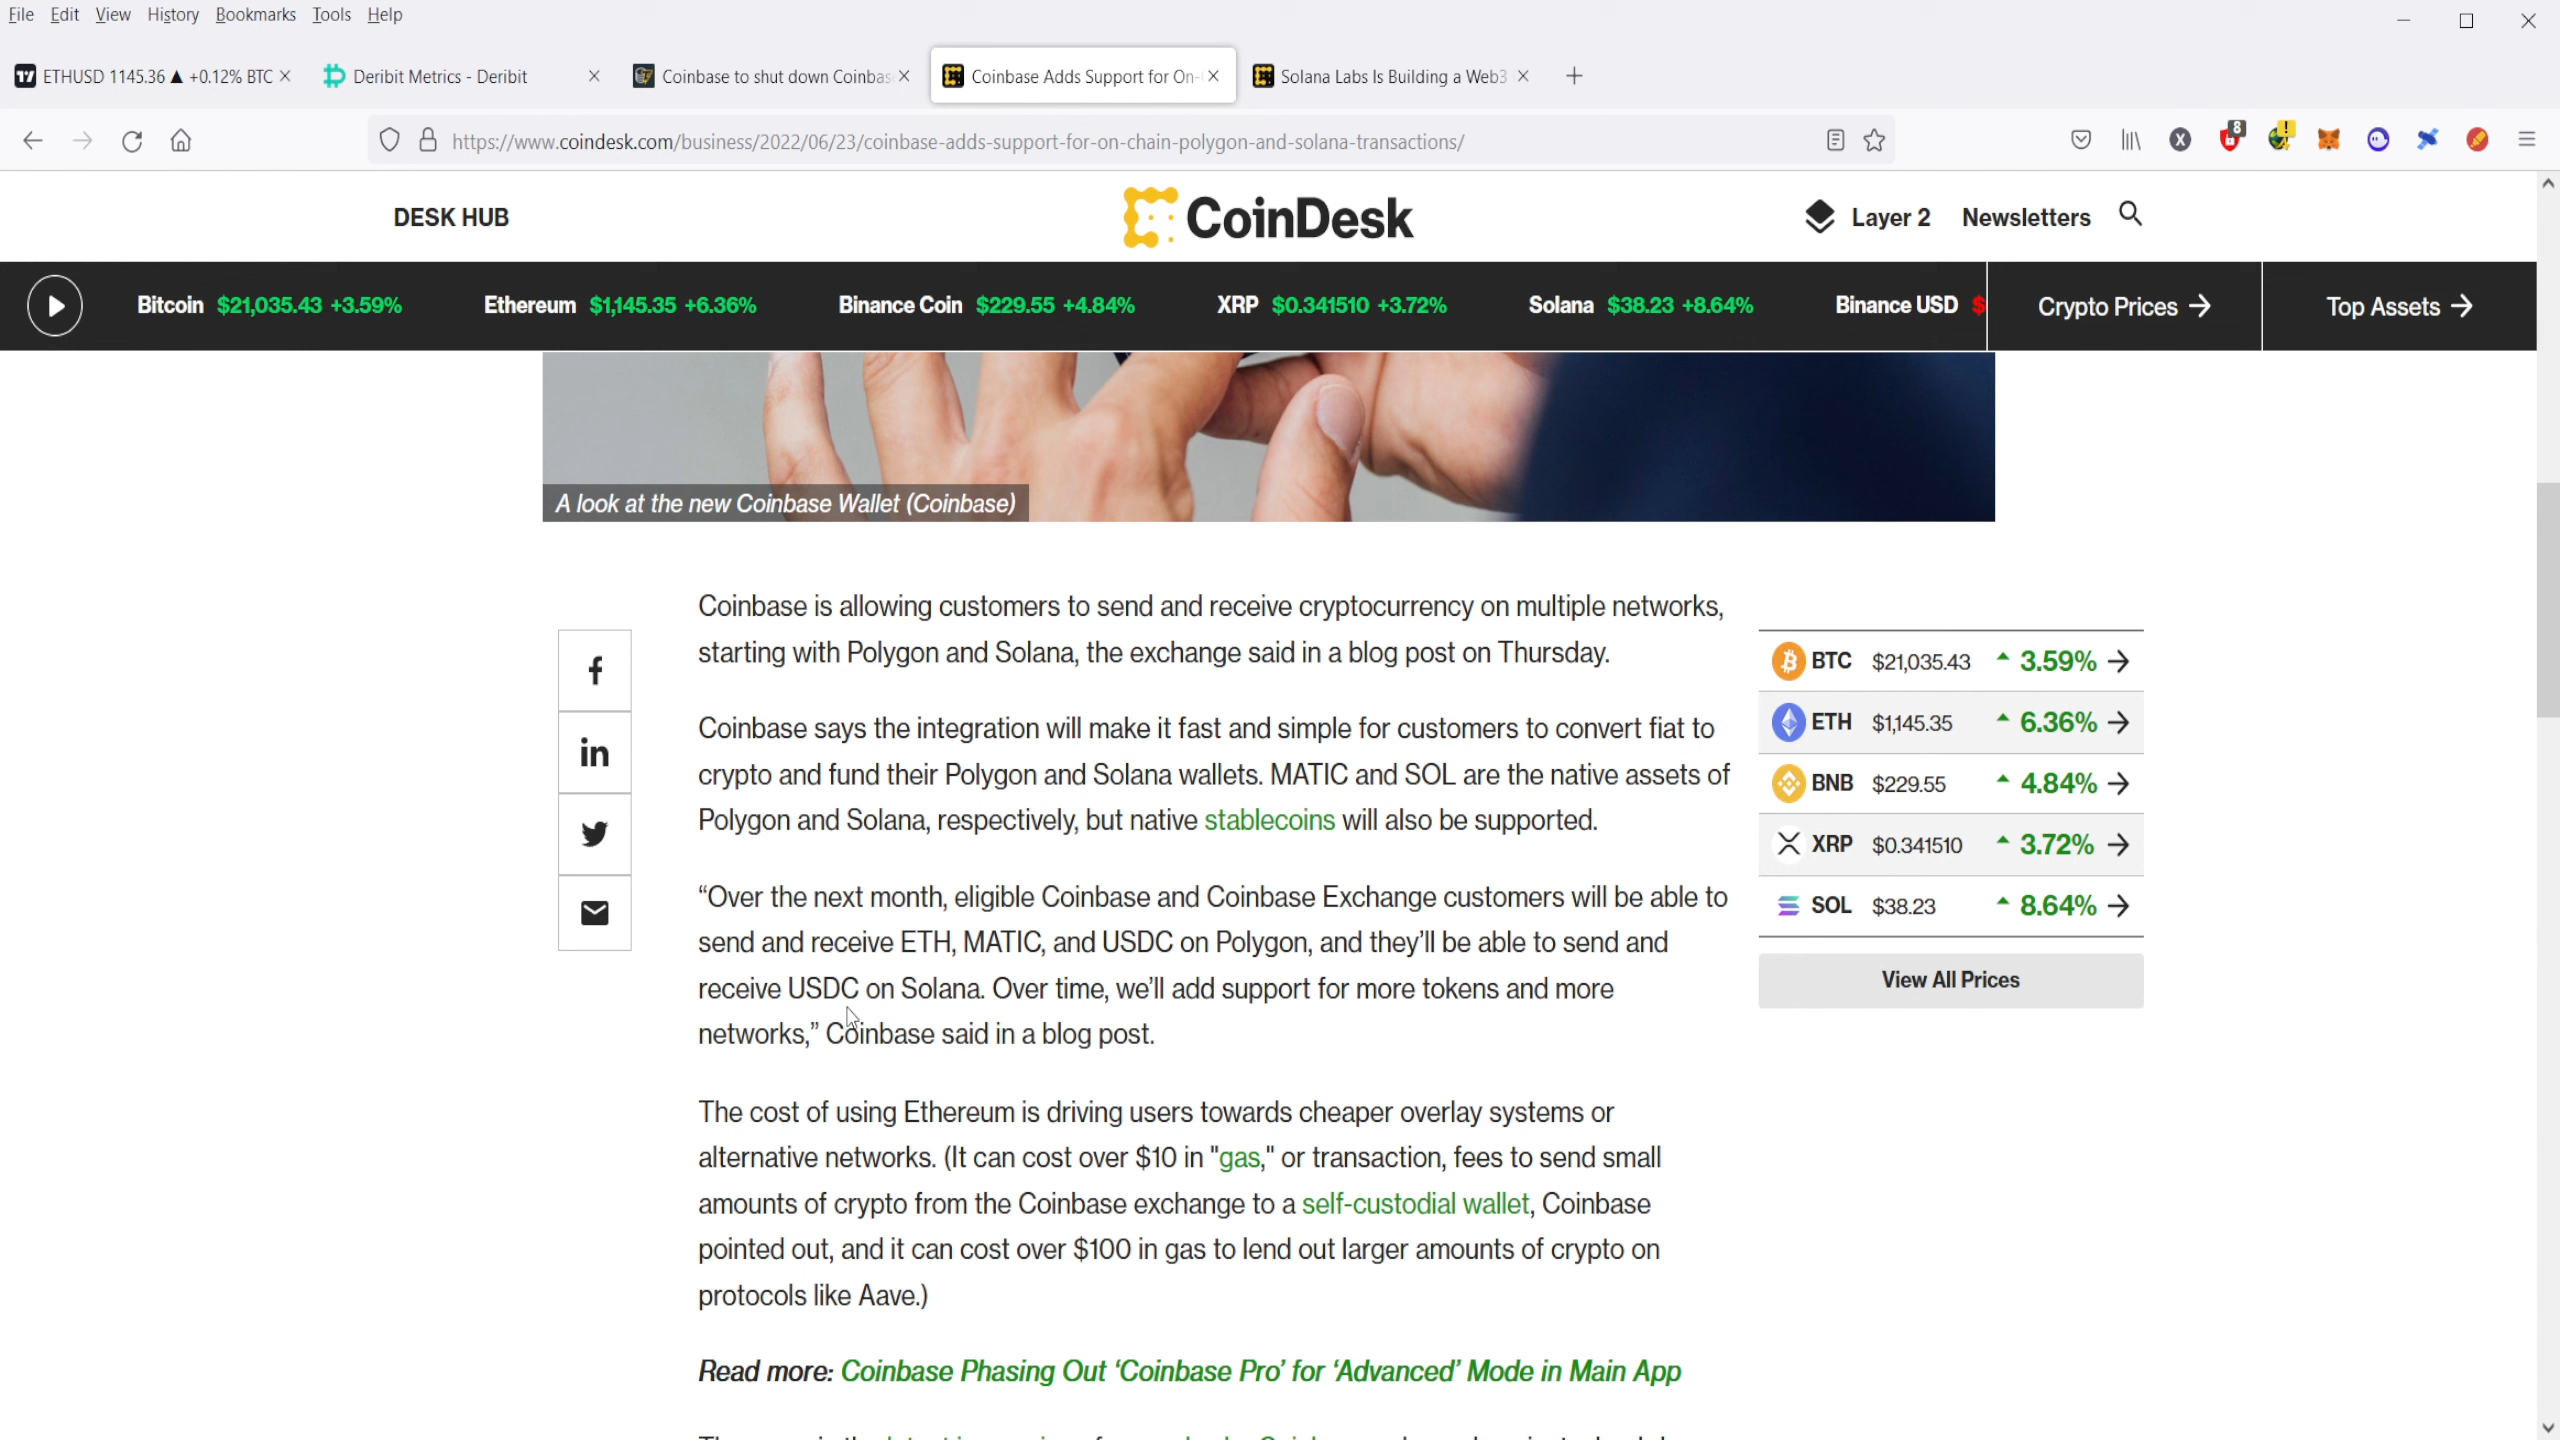 File Edit View History Bookmarks Tools Help
ETHUSD 1145.36 ▲ +0.12% BTC
Deribit Metrics - Deribit
Coinbase to shut down Coinbas
Coinbase Adds Support for On-
Solana Labs Is Building a Web3
https://www.coindesk.com/business/2022/06/23/coinbase-adds-support-for-on-chain-polygon-and-solana-transactions/
X
8
!
DESK HUB
CoinDesk
Layer 2 Newsletters
Bitcoin $21,035.43 +3.59% Ethereum $1,145.35 +6.36% Binance Coin $229.55 +4.84% XRP $0.341510 +3.72% Solana $38.23 +8.64% Binance USD $
Crypto Prices →
Top Assets →
A look at the new Coinbase Wallet (Coinbase)
Coinbase is allowing customers to send and receive cryptocurrency on multiple networks,
starting with Polygon and Solana, the exchange said in a blog post on Thursday.
Coinbase says the integration will make it fast and simple for customers to convert fiat to
crypto and fund their Polygon and Solana wallets. MATIC and SOL are the native assets of
Polygon and Solana, respectively, but native stablecoins will also be supported.
“Over the next month, eligible Coinbase and Coinbase Exchange customers will be able to
send and receive ETH, MATIC, and USDC on Polygon, and they’ll be able to send and
receive USDC on Solana. Over time, we’ll add support for more tokens and more
networks,” Coinbase said in a blog post.
The cost of using Ethereum is driving users towards cheaper overlay systems or
alternative networks. (It can cost over $10 in "gas," or transaction, fees to send small
amounts of crypto from the Coinbase exchange to a self-custodial wallet, Coinbase
pointed out, and it can cost over $100 in gas to lend out larger amounts of crypto on
protocols like Aave.)
Read more: Coinbase Phasing Out ‘Coinbase Pro’ for ‘Advanced’ Mode in Main App
BTC $21,035.43 3.59% →
ETH $1,145.35 6.36% →
BNB $229.55 4.84% →
XRP $0.341510 3.72% →
SOL $38.23 8.64% →
View All Prices